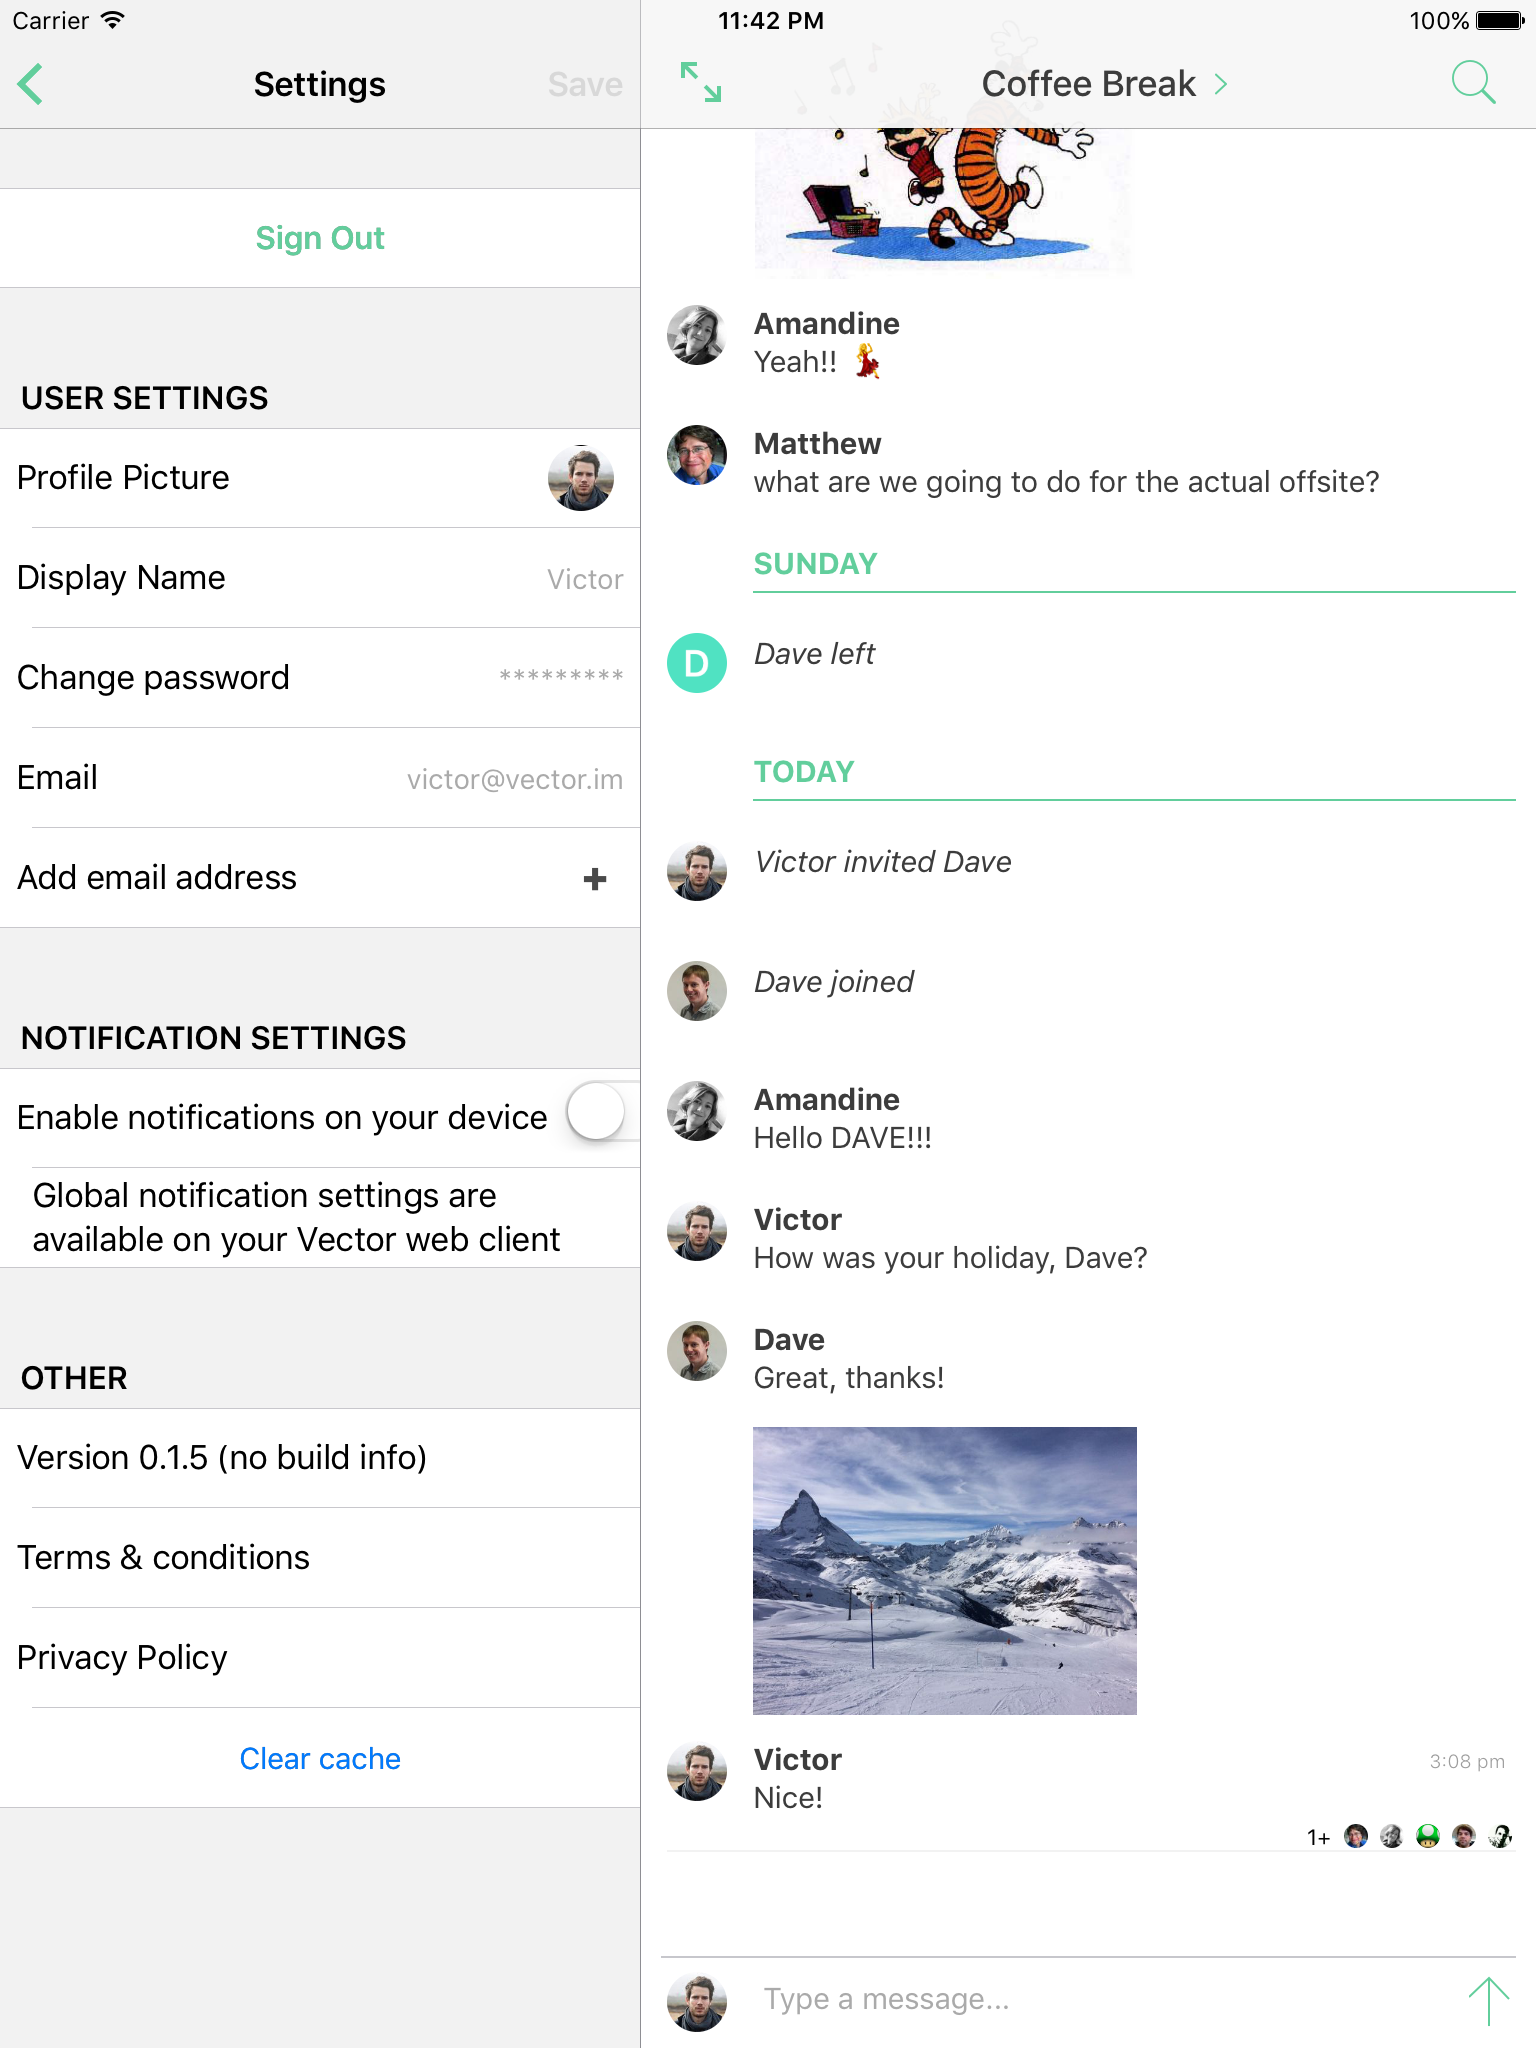 Carrier
11:42 PM
100%
Settings
Save
Sign Out
USER SETTINGS
Profile Picture
Display Name
Victor
Change password
*********
Email
victor@vector.im
Add email address
+
NOTIFICATION SETTINGS
Enable notifications on your device
Global notification settings are
available on your Vector web client
OTHER
Version 0.1.5 (no build info)
Terms & conditions
Privacy Policy
Clear cache
Coffee Break
Amandine
Yeah!! 💃
Matthew
what are we going to do for the actual offsite?
SUNDAY
D
Dave left
TODAY
Victor invited Dave
Dave joined
Amandine
Hello DAVE!!!
Victor
How was your holiday, Dave?
Dave
Great, thanks!
Victor
3:08 pm
Nice!
1+
Type a message...